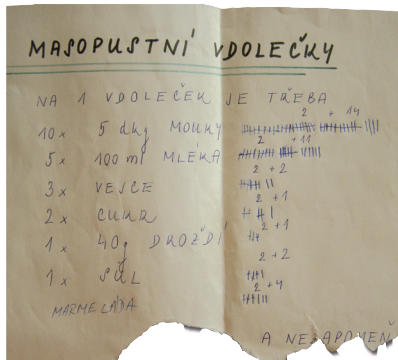 MASOPUSTNÍ VDOLEČKY
NA 1 VDOLEČEK JE TŘEBA
10x 5 dkg MOUKY 2 + 14
5x 100 ml MLÉKA 2 + 11
3x VEJCE 2 + 2
2x CUKR 2 + 1
1x 40g DROŽDÍ 2 + 1
1x SŮL 2 + 2
MARMELÁDA 2 + 4
A NEZAPOMEŇ